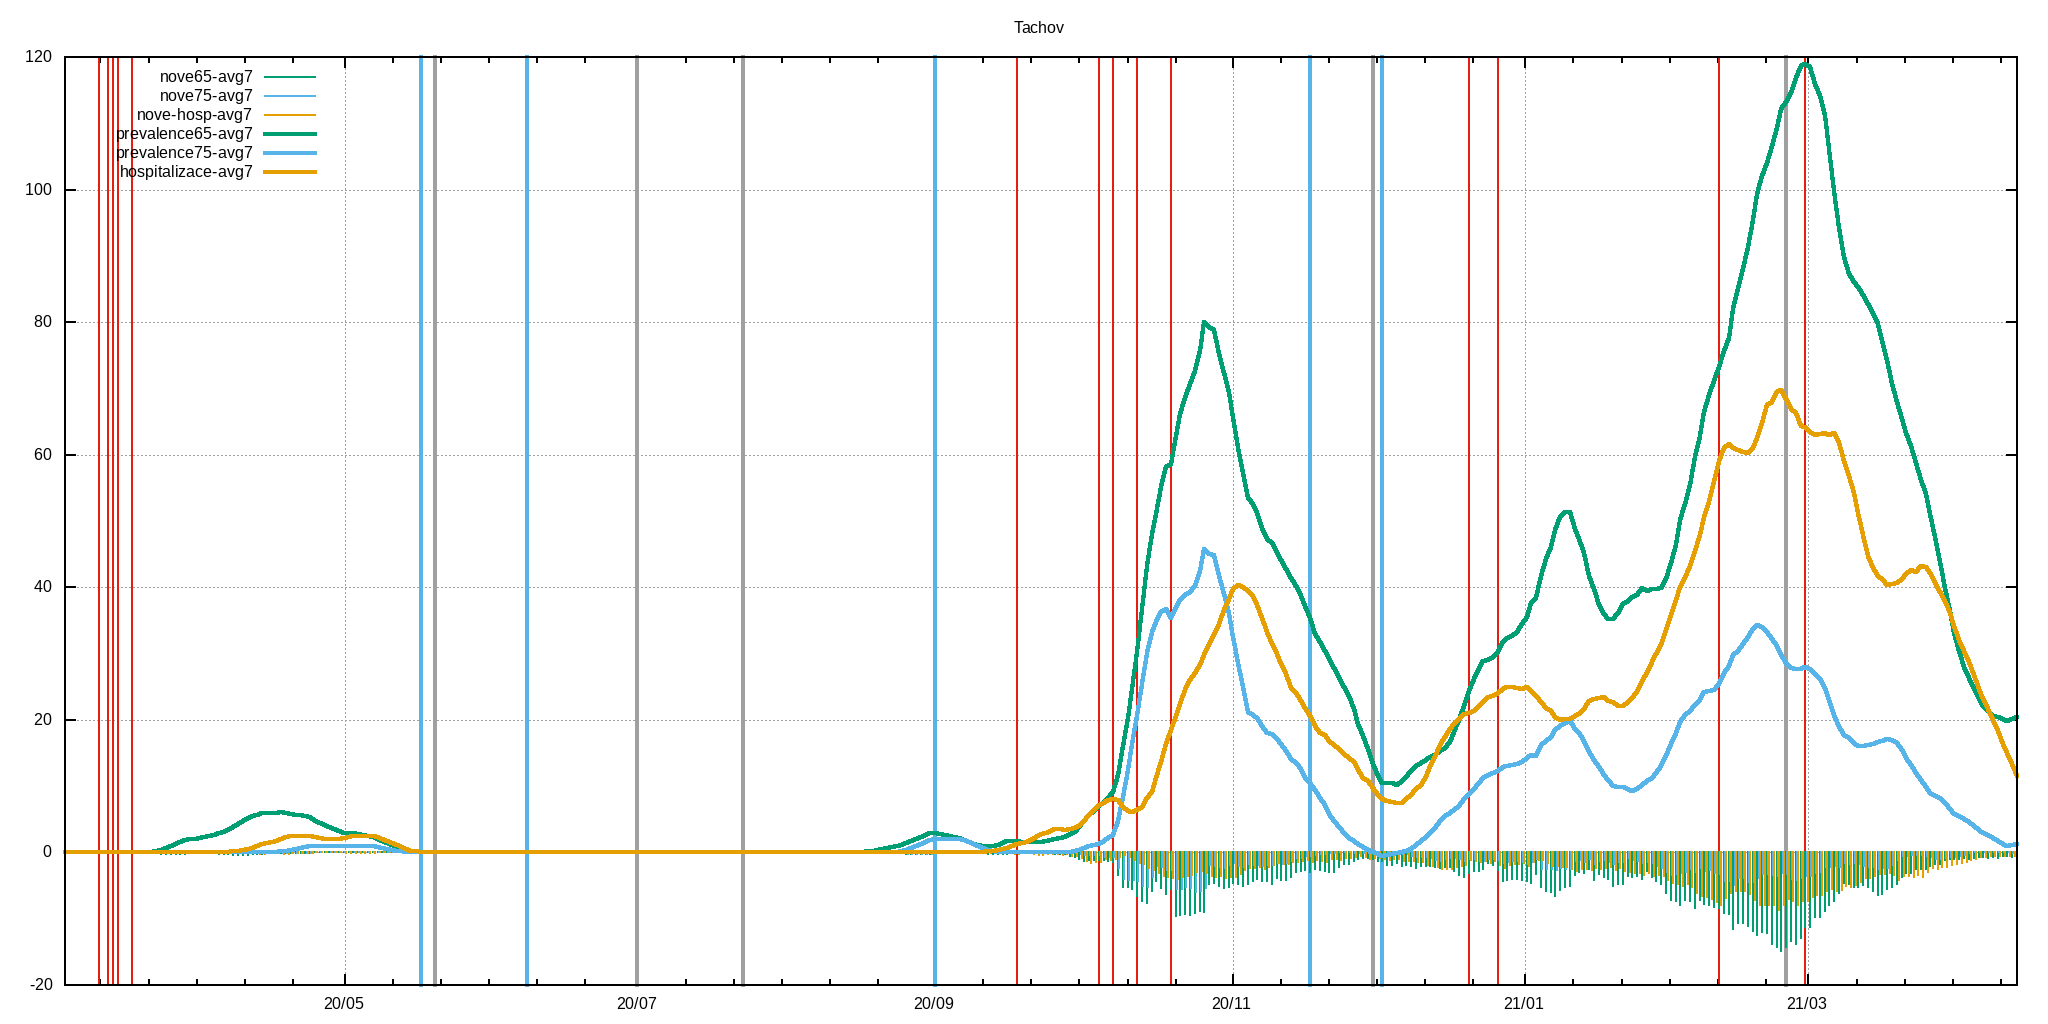 Tachov
120
100
80
60
40
20
0
-20
nove65-avg7
nove75-avg7
nove-hosp-avg7
prevalence65-avg7
prevalence75-avg7
hospitalizace-avg7
20/05 20/07 20/09 20/11 21/01 21/03